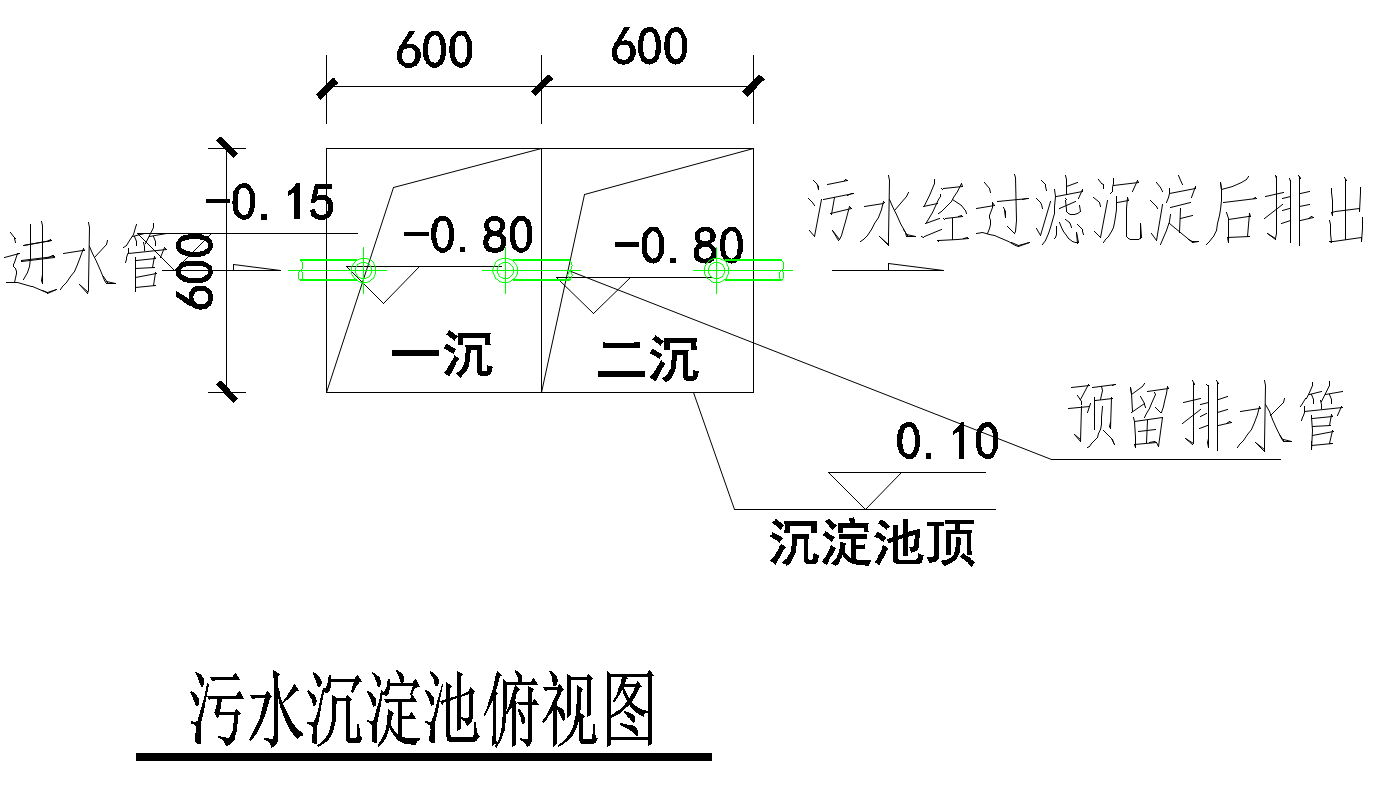 600
600
-0.15
进水管
600
-0.80
-0.80
污水经过滤沉淀后排出
一沉
二沉
预留排水管
0.10
沉淀池顶
污水沉淀池俯视图